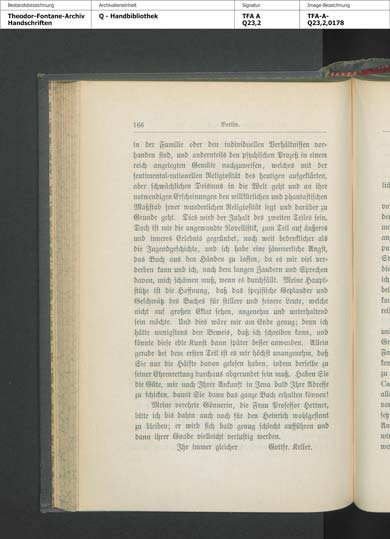 Bestandsbezeichnung
Theodor-Fontane-Archiv
Handschriften
Archivalieneinheit
Q - Handbibliothek
Signatur
TFA A
Q23,2
Image-Bezeichnung
TFA-A-
Q23,2,0178
166
Berlin.
in der Familie oder den individuellen Verhältnissen vor-
handen sind, und andernteils den psychischen Prozeß in einem
reich angelegten Gemüte nachzuweisen, welches mit der
sentimental-rationellen Religiosität des heutigen aufgeklärten,
aber schwächlichen Deismus in die Welt geht und an ihre
notwendigen Erscheinungen den willkürlichen und phantastischen
Maßstab jener wunderlichen Religiosität legt und darüber zu
Grunde geht. Dies wird der Inhalt des zweiten Teiles sein.
Doch ist mir die angewandte Novellistik, zum Teil auf äußeres
und inneres Erlebnis gegründet, noch weit bedenklicher als
die Jugendgeschichte, und ich habe eine jämmerliche Angst,
das Buch aus den Händen zu lassen, da es mir viel ver-
derben kann und ich, nach dem langen Zaudern und Sprechen
davon, mich schämen muß, wenn es durchfällt. Meine Haupt-
stütze ist die Hoffnung, daß das spezifische Geplauder und
Geschwätz des Buches für stillere und feinere Leute, welche
nicht auf großen Eklat sehen, angenehm und unterhaltend
sein möchte. Und dies wäre mir am Ende genug; denn ich
hätte wenigstens den Beweis, daß ich schreiben kann, und
könnte diese edle Kunst dann später besser anwenden. Allein
gerade bei dem ersten Teil ist es mir höchst unangenehm, daß
Sie nur die Hälfte davon gelesen haben, indem derselbe zu
seiner Ehrenrettung durchaus abgerundet sein muß. Haben Sie
die Güte, mir nach Ihrer Ankunft in Jena bald Ihre Adresse
zu schicken, damit Sie dann das ganze Buch erhalten können!
Meine verehrte Gönnerin, die Frau Professor Hettner,
bitte ich bis dahin auch noch für den Heinrich wohlgesinnt
zu bleiben; er wird sich bald genug schlecht aufführen und
dann ihrer Gnade vielleicht verlustig werden.
Ihr immer gleicher Gottfr. Keller.